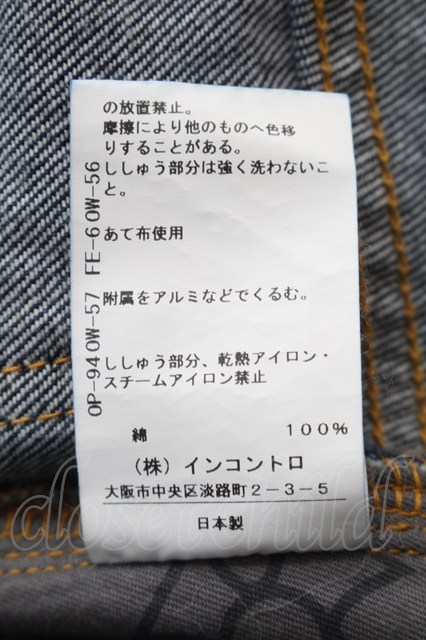 の放置禁止。
摩擦により他のものへ色移
りすることがある。
ししゅう部分は強く洗わないこ
と。
あて布使用
附属をアルミなどでくるむ。
ししゅう部分、乾熱アイロン・
スチームアイロン禁止
綿 100%
(株)インコントロ
大阪市中央区淡路町2-3-5
日本製
OP-940W-57 FE-60W-56
closet child